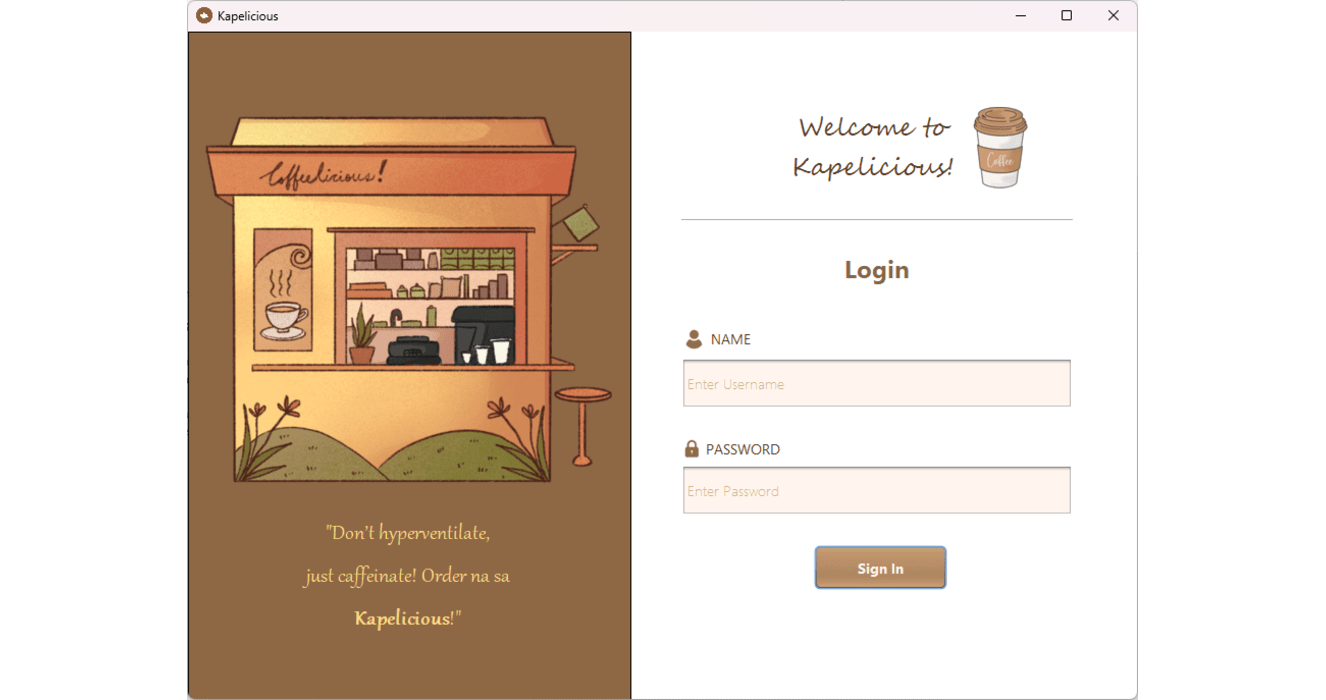 Kapelicious
Coffeelicious!
"Don't hyperventilate,
just caffeinate! Order na sa
Kapelicious!"
Welcome to
Kapelicious!
Coffee
Login
NAME
Enter Username
PASSWORD
Enter Password
Sign In